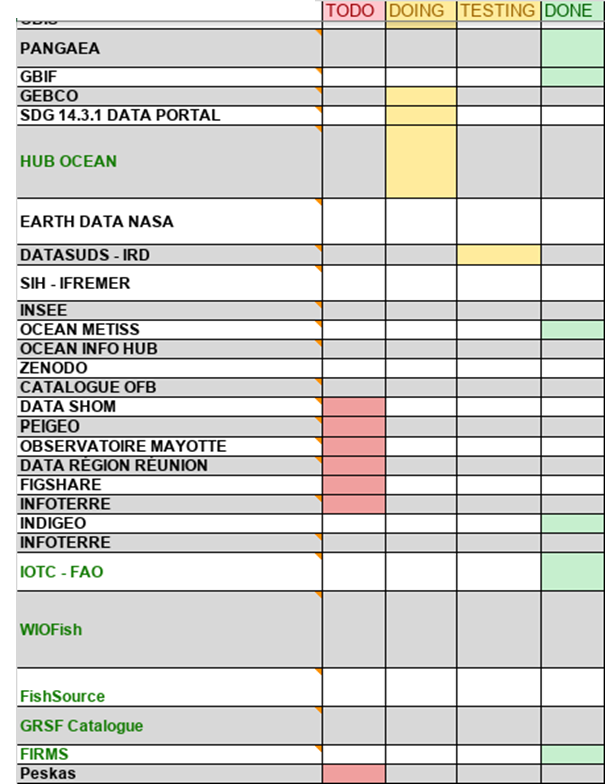 TODO DOING TESTING DONE
PANGAEA
GBIF
GEBCO
SDG 14.3.1 DATA PORTAL
HUB OCEAN
EARTH DATA NASA
DATASUDS - IRD
SIH - IFREMER
INSEE
OCEAN METISS
OCEAN INFO HUB
ZENODO
CATALOGUE OFB
DATA SHOM
PEIGEO
OBSERVATOIRE MAYOTTE
DATA RÉGION RÉUNION
FIGSHARE
INFOTERRE
INDIGEO
INFOTERRE
IOTC - FAO
WIOFish
FishSource
GRSF Catalogue
FIRMS
Peskas